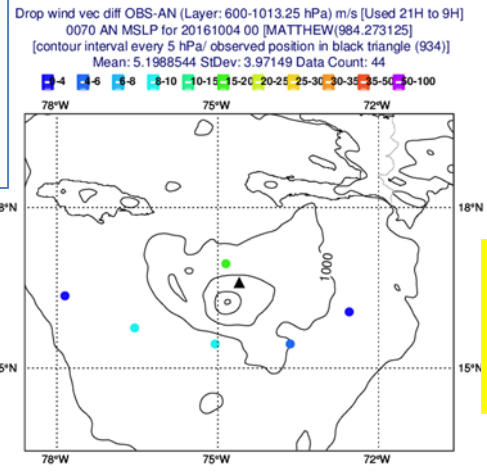 Drop wind vec diff OBS-AN (Layer: 600-1013.25 hPa) m/s [Used 21H to 9H]
0070 AN MSLP for 20161004 00 [MATTHEW(984.273125)
[contour interval every 5 hPa/ observed position in black triangle (934)]
Mean: 5.1988544 StDev: 3.97149 Data Count: 44
0-4 4-6 6-8 8-10 10-15 15-20 20-25 25-30 30-35 35-50 50-100
78°W 75°W 72°W
8°N 18°N
1000
5°N 15°N
78°W 75°W 72°W